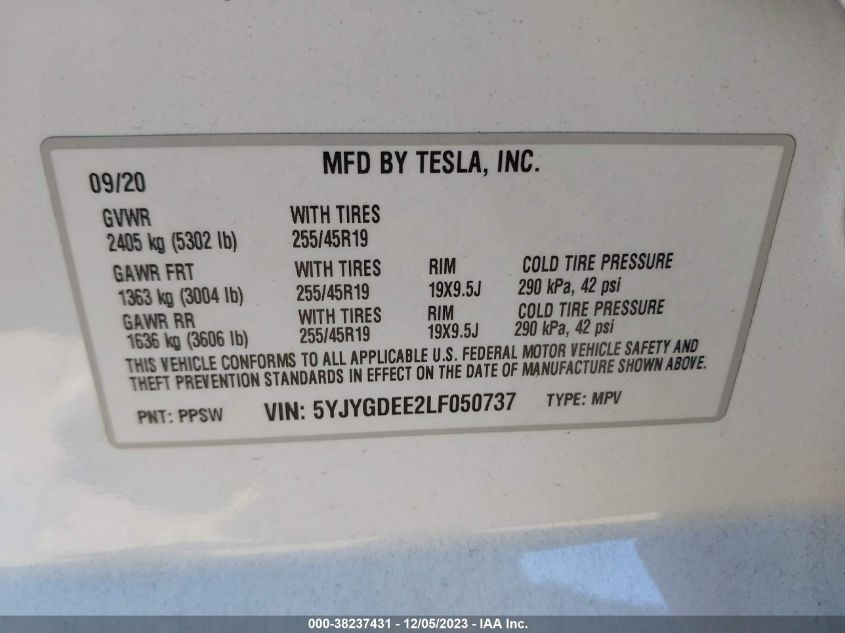 MFD BY TESLA, INC.
09/20
GVWR WITH TIRES
2405 kg (5302 lb) 255/45R19
GAWR FRT WITH TIRES RIM COLD TIRE PRESSURE
1363 kg (3004 lb) 255/45R19 19X9.5J 290 kPa, 42 psi
GAWR RR WITH TIRES RIM COLD TIRE PRESSURE
1636 kg (3606 lb) 255/45R19 19X9.5J 290 kPa, 42 psi
THIS VEHICLE CONFORMS TO ALL APPLICABLE U.S. FEDERAL MOTOR VEHICLE SAFETY AND
THEFT PREVENTION STANDARDS IN EFFECT ON THE DATE OF MANUFACTURE SHOWN ABOVE.
PNT: PPSW VIN: 5YJYGDEE2LF050737 TYPE: MPV
000-38237431 - 12/05/2023 - IAA Inc.